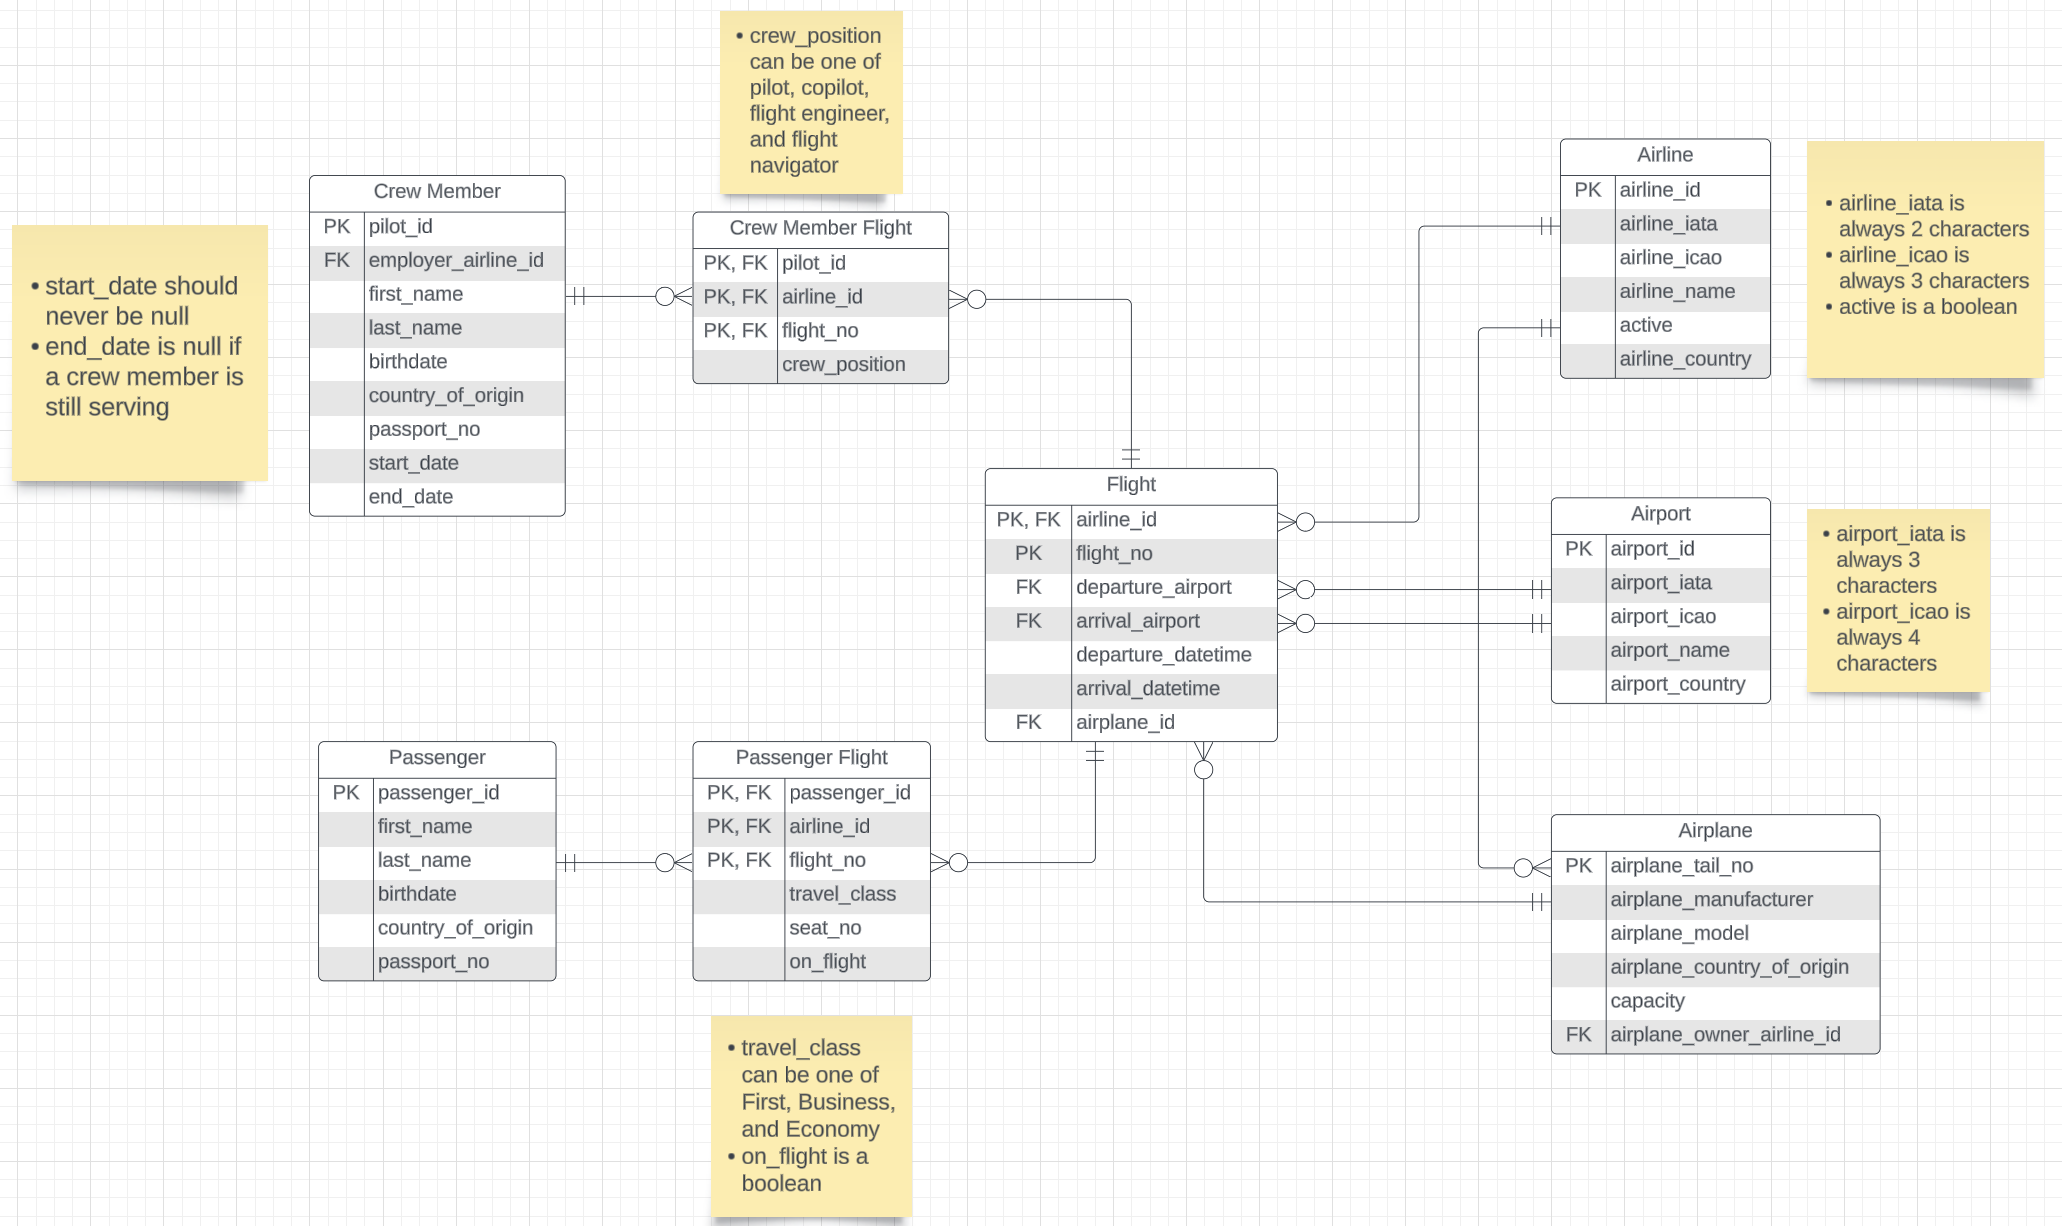 • crew_position
can be one of
pilot, copilot,
flight engineer,
and flight
navigator
• start_date should
never be null
• end_date is null if
a crew member is
still serving
Crew Member
PK pilot_id
FK employer_airline_id
first_name
last_name
birthdate
country_of_origin
passport_no
start_date
end_date
Crew Member Flight
PK, FK pilot_id
PK, FK airline_id
PK, FK flight_no
crew_position
Airline
PK airline_id
airline_iata
airline_icao
airline_name
active
airline_country
• airline_iata is
always 2 characters
• airline_icao is
always 3 characters
• active is a boolean
Flight
PK, FK airline_id
PK flight_no
FK departure_airport
FK arrival_airport
departure_datetime
arrival_datetime
FK airplane_id
Airport
PK airport_id
airport_iata
airport_icao
airport_name
airport_country
• airport_iata is
always 3
characters
• airport_icao is
always 4
characters
Passenger
PK passenger_id
first_name
last_name
birthdate
country_of_origin
passport_no
Passenger Flight
PK, FK passenger_id
PK, FK airline_id
PK, FK flight_no
travel_class
seat_no
on_flight
Airplane
PK airplane_tail_no
airplane_manufacturer
airplane_model
airplane_country_of_origin
capacity
FK airplane_owner_airline_id
• travel_class
can be one of
First, Business,
and Economy
• on_flight is a
boolean